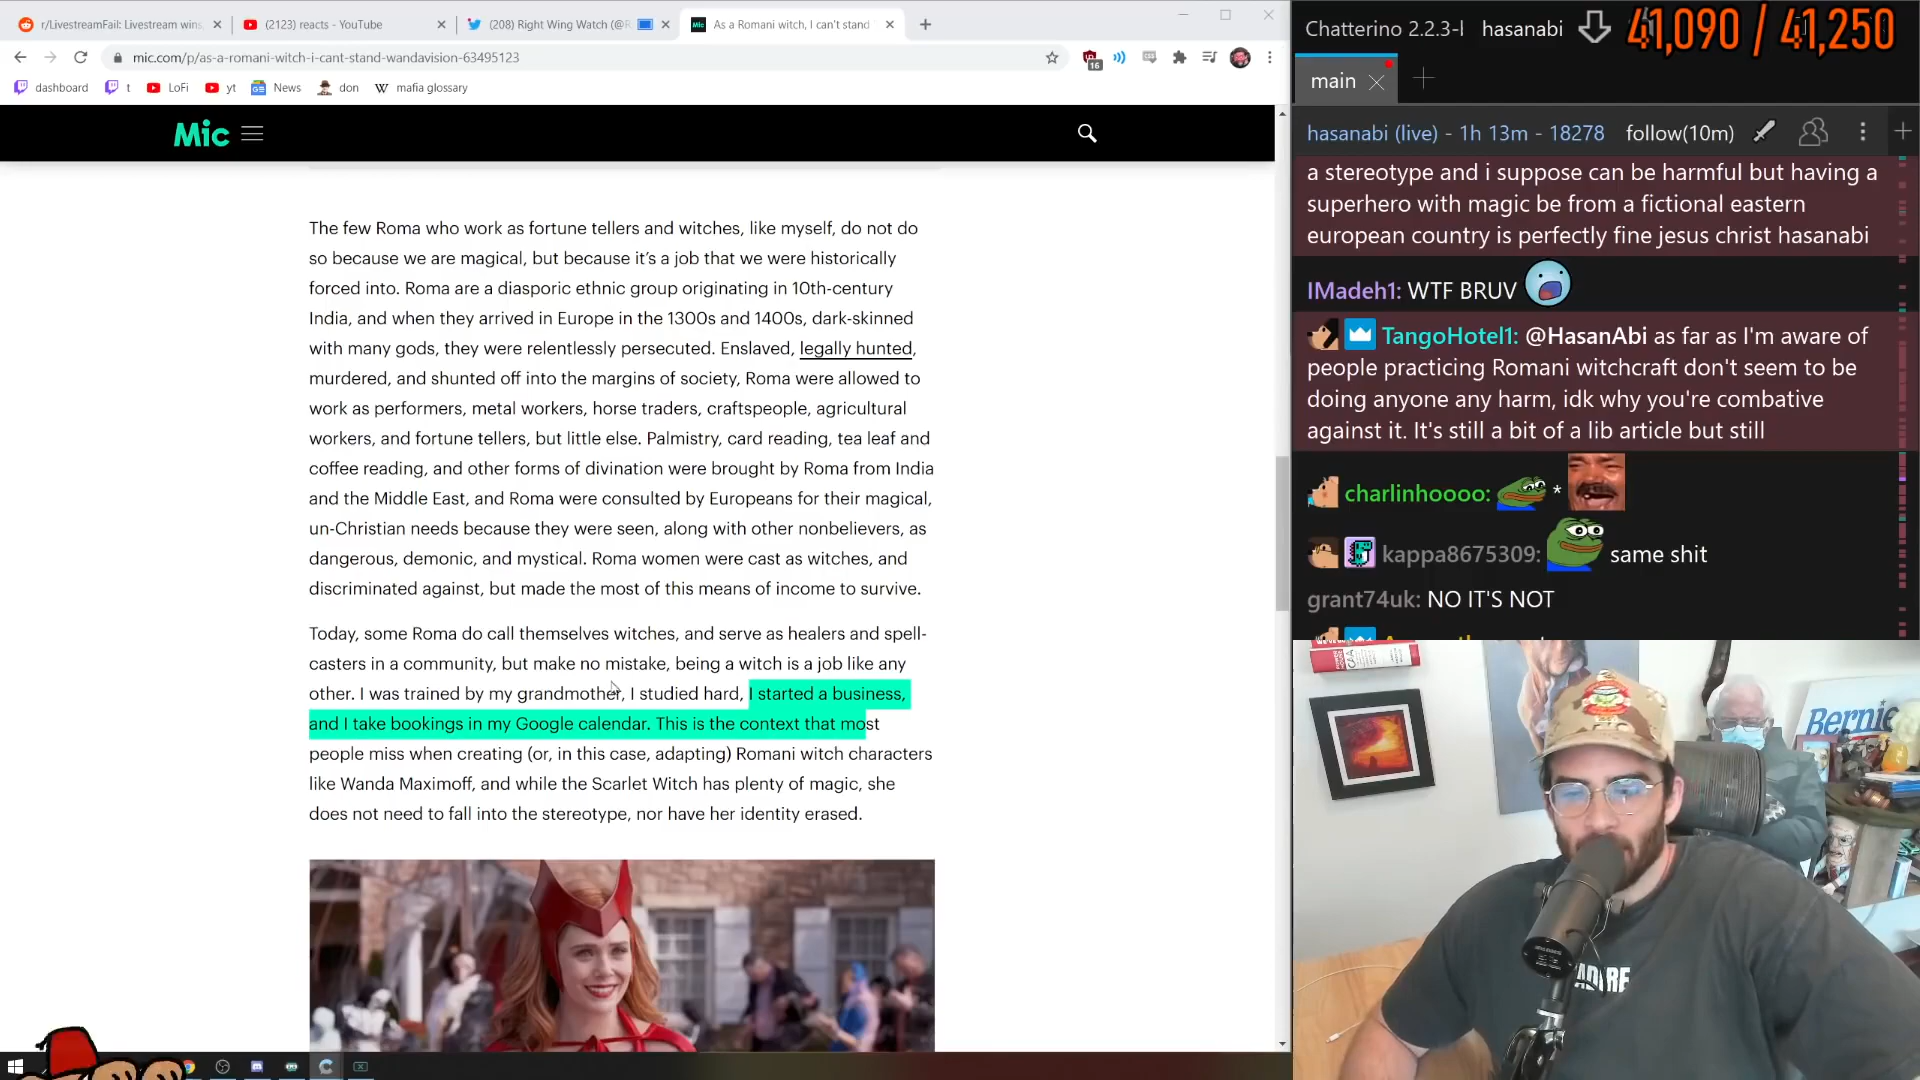 r/LivestreamFail: Livestream wins,
(2123) reacts - YouTube
(208) Right Wing Watch (@R
As a Romani witch, I can't stand
mic.com/p/as-a-romani-witch-i-cant-stand-wandavision-63495123
16
dashboard
t
LoFi
yt
News
don
mafia glossary
Mic
The few Roma who work as fortune tellers and witches, like myself, do not do
so because we are magical, but because it's a job that we were historically
forced into. Roma are a diasporic ethnic group originating in 10th-century
India, and when they arrived in Europe in the 1300s and 1400s, dark-skinned
with many gods, they were relentlessly persecuted. Enslaved, legally hunted,
murdered, and shunted off into the margins of society, Roma were allowed to
work as performers, metal workers, horse traders, craftspeople, agricultural
workers, and fortune tellers, but little else. Palmistry, card reading, tea leaf and
coffee reading, and other forms of divination were brought by Roma from India
and the Middle East, and Roma were consulted by Europeans for their magical,
un-Christian needs because they were seen, along with other nonbelievers, as
dangerous, demonic, and mystical. Roma women were cast as witches, and
discriminated against, but made the most of this means of income to survive.
Today, some Roma do call themselves witches, and serve as healers and spell-
casters in a community, but make no mistake, being a witch is a job like any
other. I was trained by my grandmother, I studied hard, I started a business,
and I take bookings in my Google calendar. This is the context that most
people miss when creating (or, in this case, adapting) Romani witch characters
like Wanda Maximoff, and while the Scarlet Witch has plenty of magic, she
does not need to fall into the stereotype, nor have her identity erased.
Chatterino 2.2.3-l
hasanabi
41,090 / 41,250
main
hasanabi (live) - 1h 13m - 18278
follow(10m)
a stereotype and i suppose can be harmful but having a
superhero with magic be from a fictional eastern
european country is perfectly fine jesus christ hasanabi
IMadeh1: WTF BRUV
TangoHotel1: @HasanAbi as far as I'm aware of
people practicing Romani witchcraft don't seem to be
doing anyone any harm, idk why you're combative
against it. It's still a bit of a lib article but still
charlinhoooo: *
kappa8675309: same shit
grant74uk: NO IT'S NOT
Bernie